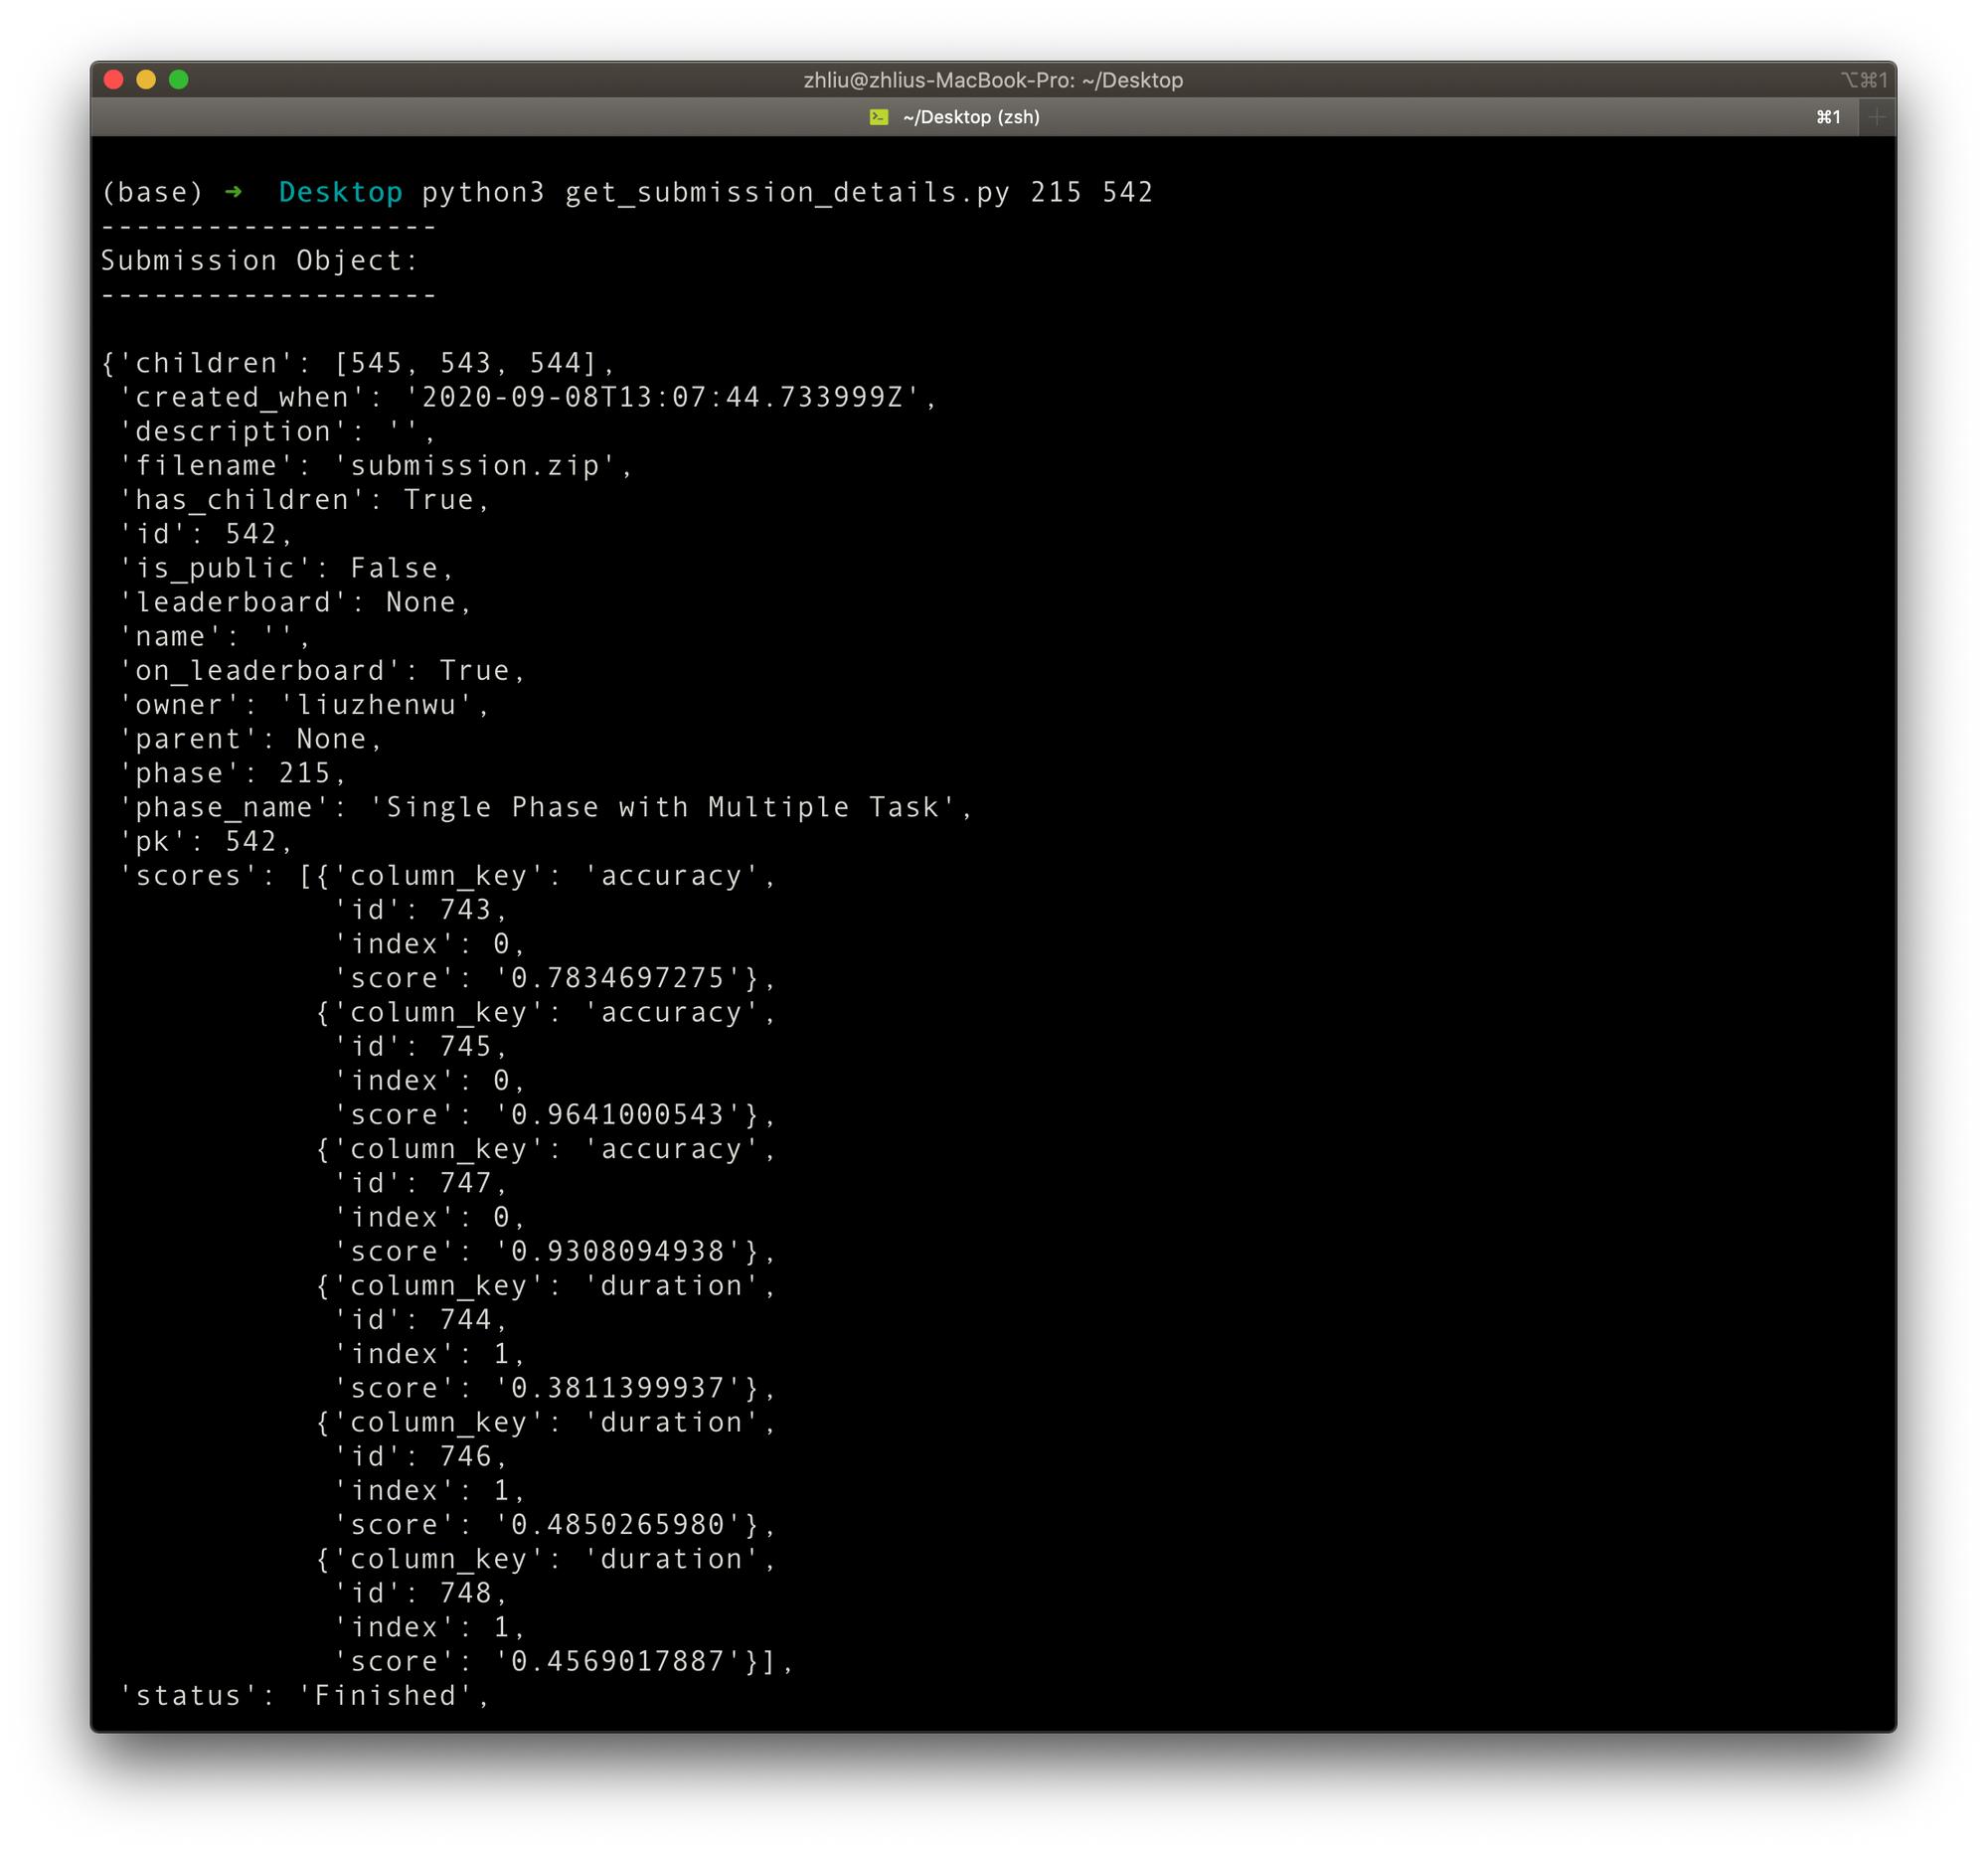 zhliu@zhlius-MacBook-Pro: ~/Desktop
⌥⌘1
~/Desktop (zsh)
⌘1
(base) ➜  Desktop python3 get_submission_details.py 215 542
-------------------
Submission Object:
-------------------
{'children': [545, 543, 544],
 'created_when': '2020-09-08T13:07:44.733999Z',
 'description': '',
 'filename': 'submission.zip',
 'has_children': True,
 'id': 542,
 'is_public': False,
 'leaderboard': None,
 'name': '',
 'on_leaderboard': True,
 'owner': 'liuzhenwu',
 'parent': None,
 'phase': 215,
 'phase_name': 'Single Phase with Multiple Task',
 'pk': 542,
 'scores': [{'column_key': 'accuracy',
             'id': 743,
             'index': 0,
             'score': '0.7834697275'},
            {'column_key': 'accuracy',
             'id': 745,
             'index': 0,
             'score': '0.9641000543'},
            {'column_key': 'accuracy',
             'id': 747,
             'index': 0,
             'score': '0.9308094938'},
            {'column_key': 'duration',
             'id': 744,
             'index': 1,
             'score': '0.3811399937'},
            {'column_key': 'duration',
             'id': 746,
             'index': 1,
             'score': '0.4850265980'},
            {'column_key': 'duration',
             'id': 748,
             'index': 1,
             'score': '0.4569017887'}],
 'status': 'Finished',